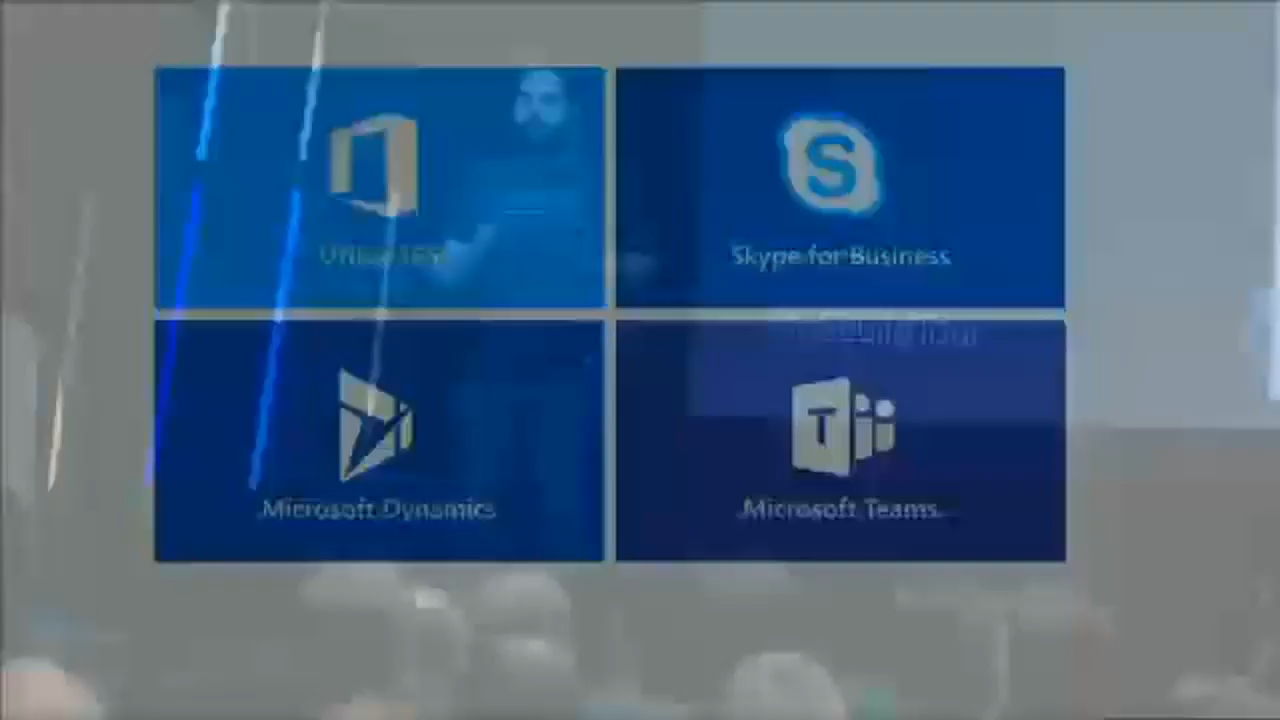 S
Skype for Business
T
Microsoft Dynamics
Microsoft Teams